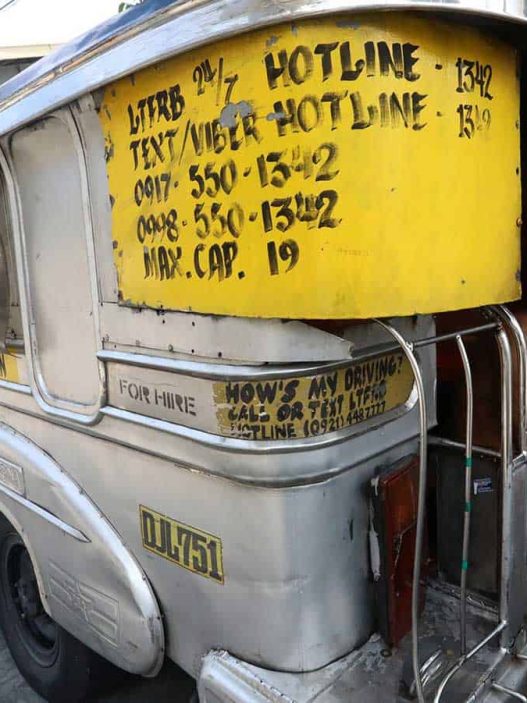 LTFRB 24/7 HOTLINE - 1342
TEXT/VIBER HOTLINE - 1342
0917-550-1342
0998-550-1342
MAX. CAP. 19
FOR HIRE
HOW'S MY DRIVING?
CALL OR TEXT LTFRB
HOTLINE (0921) 4487777
DJL751